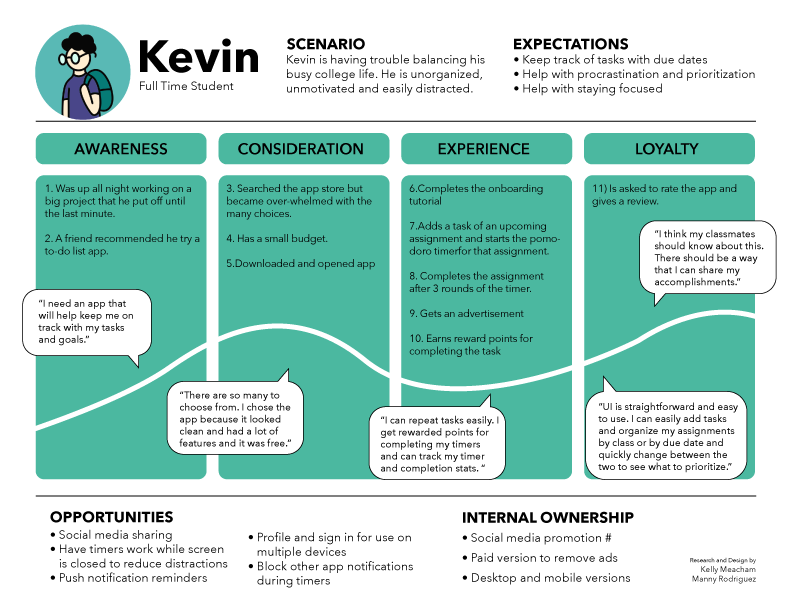 Kevin
Full Time Student
SCENARIO
Kevin is having trouble balancing his
busy college life. He is unorganized,
unmotivated and easily distracted.
EXPECTATIONS
• Keep track of tasks with due dates
• Help with procrastination and prioritization
• Help with staying focused
AWARENESS
1. Was up all night working on a
big project that he put off until
the last minute.
2. A friend recommended he try a
to-do list app.
"I need an app that
will help keep me on
track with my tasks
and goals."
CONSIDERATION
3. Searched the app store but
became over-whelmed with the
many choices.
4. Has a small budget.
5.Downloaded and opened app
"There are so many to
choose from. I chose the
app because it looked
clean and had a lot of
features and it was free."
EXPERIENCE
6.Completes the onboarding
tutorial
7.Adds a task of an upcoming
assignment and starts the pomo-
doro timerfor that assignment.
8. Completes the assignment
after 3 rounds of the timer.
9. Gets an advertisement
10. Earns reward points for
completing the task
"I can repeat tasks easily. I
get rewarded points for
completing my timers
and can track my timer
and completion stats. "
LOYALTY
11) Is asked to rate the app and
gives a review.
"I think my classmates
should know about this.
There should be a way
that I can share my
accomplishments."
"UI is straightforward and easy
to use. I can easily add tasks
and organize my assignments
by class or by due date and
quickly change between the
two to see what to prioritize."
OPPORTUNITIES
• Social media sharing
• Have timers work while screen
is closed to reduce distractions
• Push notification reminders
• Profile and sign in for use on
multiple devices
• Block other app notifications
during timers
INTERNAL OWNERSHIP
• Social media promotion #
• Paid version to remove ads
• Desktop and mobile versions
Research and Design by
Kelly Meacham
Manny Rodriguez